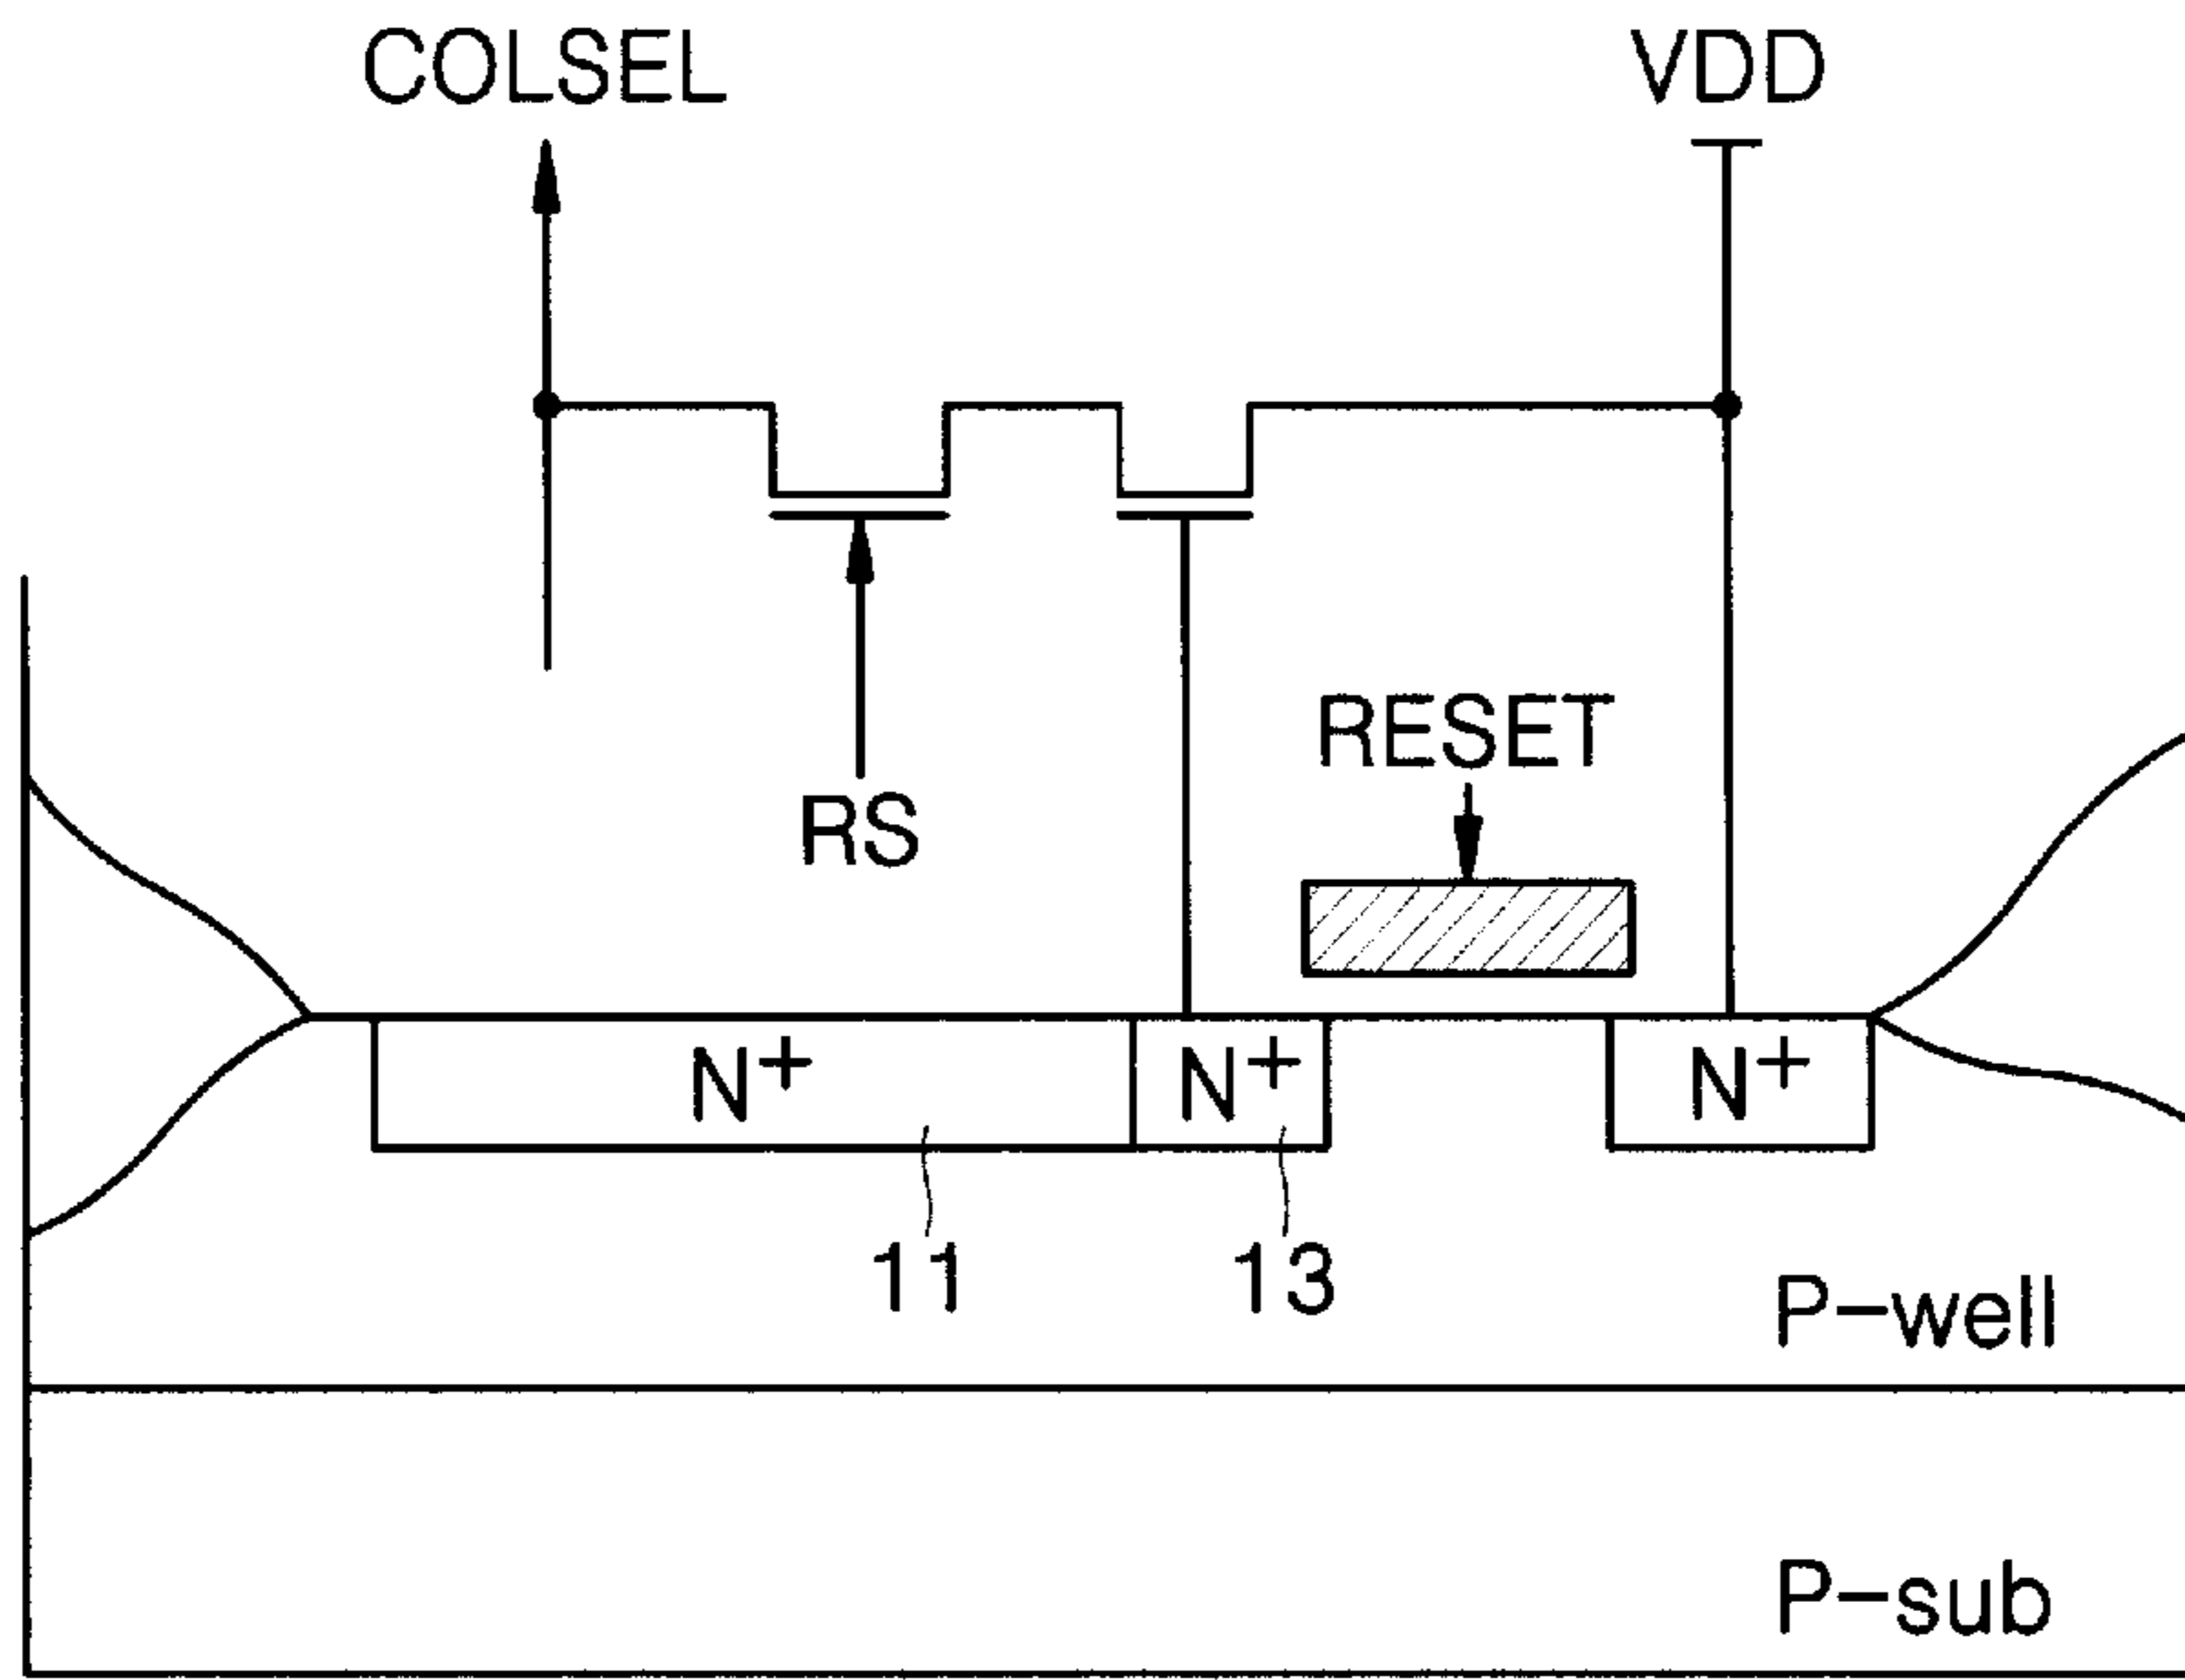 COLSEL
VDD
RESET
RS
N+
N+
N+
11
13
P-well
P-sub